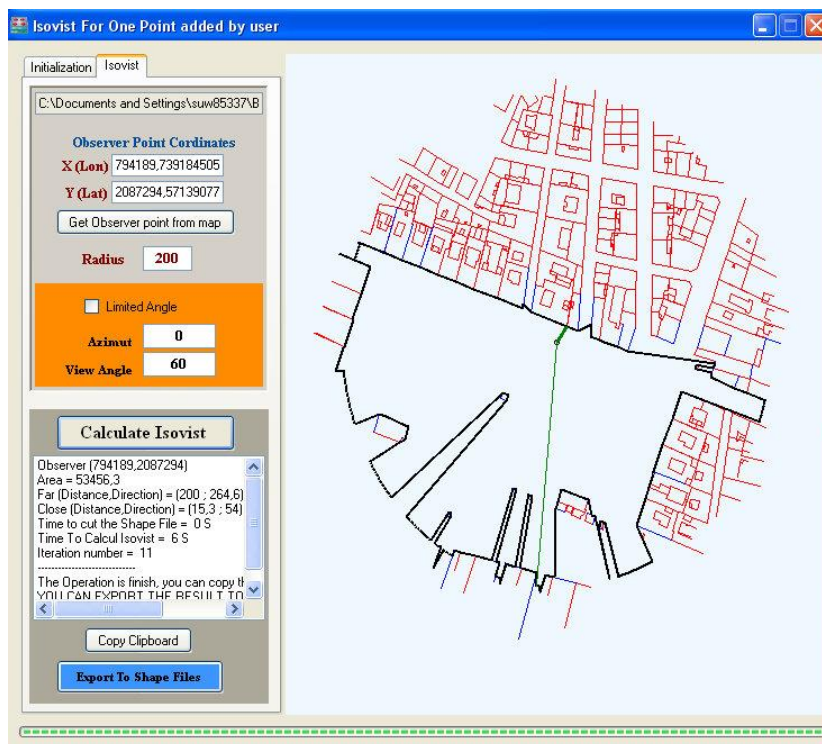 Isovist For One Point added by user
Initialization
Isovist
C:\Documents and Settings\suw85337\B
Observer Point Cordinates
X (Lon) 794189,739184505
Y (Lat) 2087294,57139077
Get Observer point from map
Radius 200
Limited Angle
Azimut 0
View Angle 60
Calculate Isovist
Observer (794189,2087294)
Area = 53456,3
Far (Distance,Direction) = (200 ; 264,6)
Close (Distance,Direction) = (15,3 ; 54)
Time to cut the Shape File = 0 S
Time To Calcul Isovist = 6 S
Iteration number = 11
-----------------------------
The Operation is finish, you can copy th
YOU CAN EXPORT THE RESULT TO
Copy Clipboard
Export To Shape Files